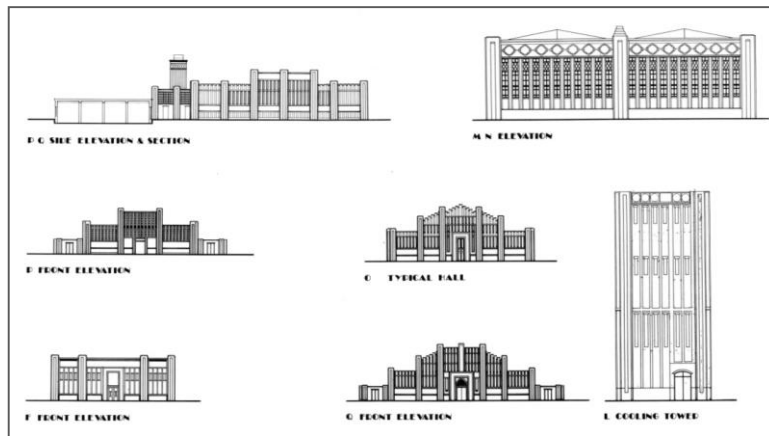 P Q SIDE ELEVATION & SECTION
M N ELEVATION
P FRONT ELEVATION
O TYPICAL HALL
F FRONT ELEVATION
Q FRONT ELEVATION
L COOLING TOWER